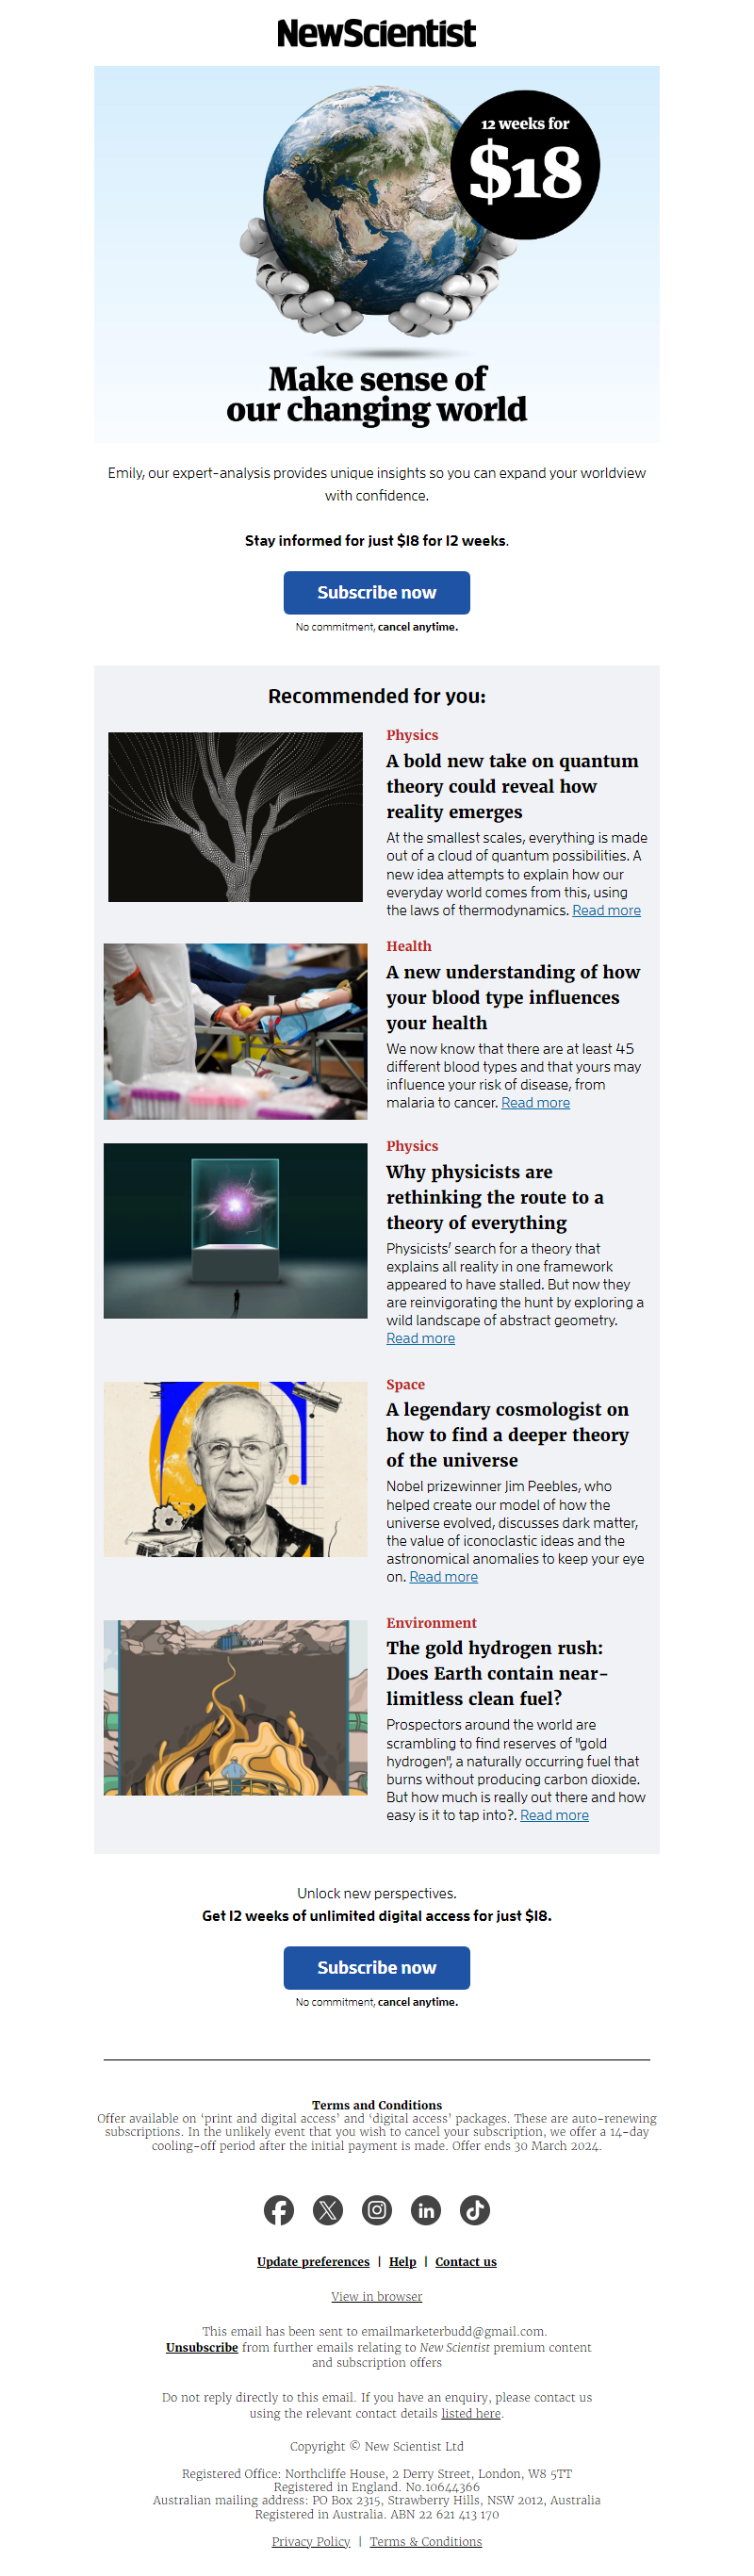 NewScientist
12 weeks for
$18
Make sense of
our changing world
Emily, our expert-analysis provides unique insights so you can expand your worldview
with confidence.
Stay informed for just $18 for 12 weeks.
Subscribe now
No commitment, cancel anytime.
Recommended for you:
Physics
A bold new take on quantum
theory could reveal how
reality emerges
At the smallest scales, everything is made
out of a cloud of quantum possibilities. A
new idea attempts to explain how our
everyday world comes from this, using
the laws of thermodynamics. Read more
Health
A new understanding of how
your blood type influences
your health
We now know that there are at least 45
different blood types and that yours may
influence your risk of disease, from
malaria to cancer. Read more
Physics
Why physicists are
rethinking the route to a
theory of everything
Physicists' search for a theory that
explains all reality in one framework
appeared to have stalled. But now they
are reinvigorating the hunt by exploring a
wild landscape of abstract geometry.
Read more
Space
A legendary cosmologist on
how to find a deeper theory
of the universe
Nobel prizewinner Jim Peebles, who
helped create our model of how the
universe evolved, discusses dark matter,
the value of iconoclastic ideas and the
astronomical anomalies to keep your eye
on. Read more
Environment
The gold hydrogen rush:
Does Earth contain near-
limitless clean fuel?
Prospectors around the world are
scrambling to find reserves of "gold
hydrogen", a naturally occurring fuel that
burns without producing carbon dioxide.
But how much is really out there and how
easy is it to tap into?. Read more
Unlock new perspectives.
Get 12 weeks of unlimited digital access for just $18.
Subscribe now
No commitment, cancel anytime.
Terms and Conditions
Offer available on ‘print and digital access’ and ‘digital access’ packages. These are auto-renewing
subscriptions. In the unlikely event that you wish to cancel your subscription, we offer a 14-day
cooling-off period after the initial payment is made. Offer ends 30 March 2024.
Update preferences | Help | Contact us
View in browser
This email has been sent to emailmarketerbudd@gmail.com.
Unsubscribe from further emails relating to New Scientist premium content
and subscription offers
Do not reply directly to this email. If you have an enquiry, please contact us
using the relevant contact details listed here.
Copyright © New Scientist Ltd
Registered Office: Northcliffe House, 2 Derry Street, London, W8 5TT
Registered in England. No.10644366
Australian mailing address: PO Box 2315, Strawberry Hills, NSW 2012, Australia
Registered in Australia. ABN 22 621 413 170
Privacy Policy | Terms & Conditions